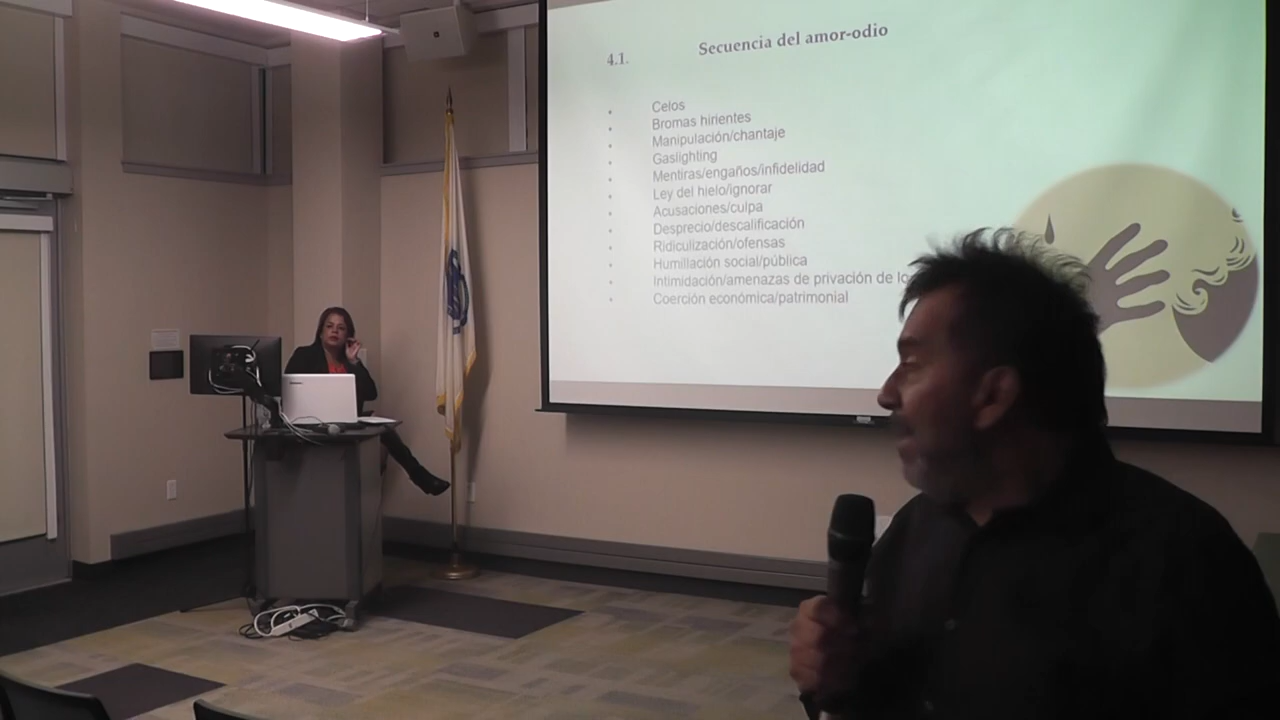 4.1. Secuencia del amor-odio
Celos
Bromas hirientes
Manipulación/chantaje
Gaslighting
Mentiras/engaños/infidelidad
Ley del hielo/ignorar
Acusaciones/culpa
Desprecio/descalificación
Ridiculización/ofensas
Humillación social/pública
Intimidación/amenazas de privación de
Coerción económica/patrimonial